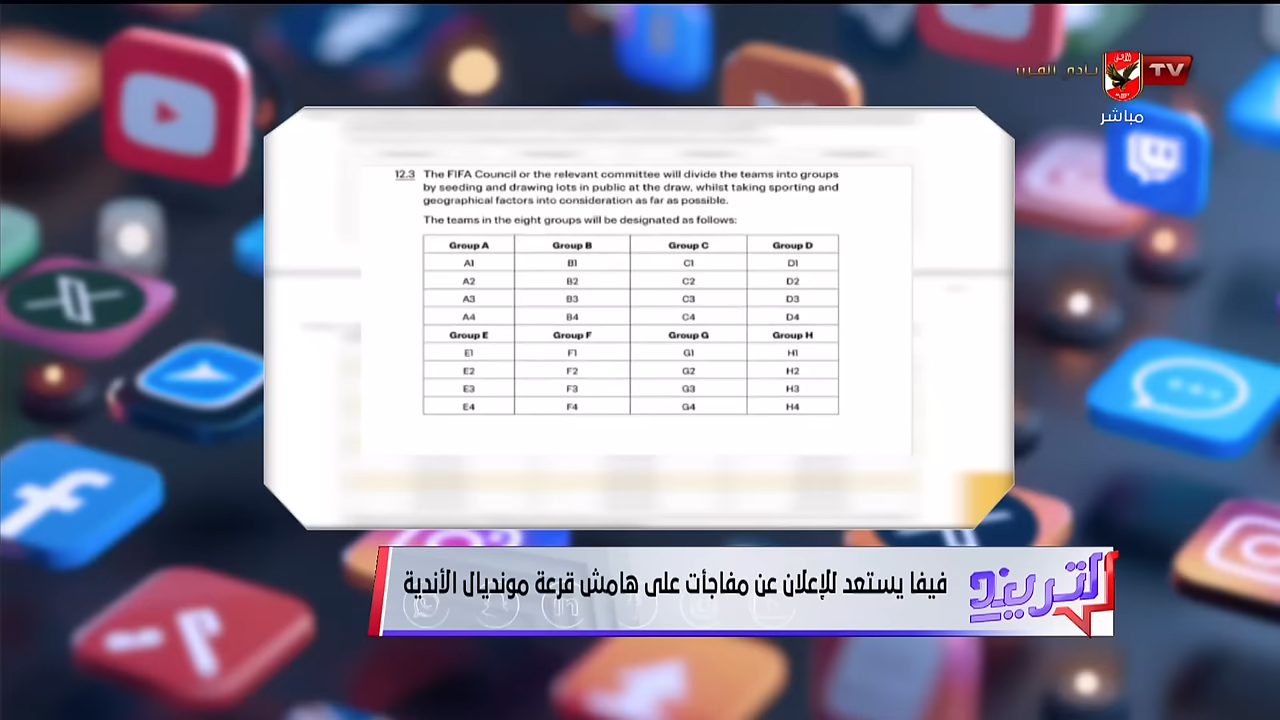 TV
مباشر
12.3 The FIFA Council or the relevant committee will divide the teams into groups
by seeding and drawing lots in public at the draw, whilst taking sporting and
geographical factors into consideration as far as possible.
The teams in the eight groups will be designated as follows:
Group A Group B Group C Group D
A1 B1 C1 D1
A2 B2 C2 D2
A3 B3 C3 D3
A4 B4 C4 D4
Group E Group F Group G Group H
E1 F1 G1 H1
E2 F2 G2 H2
E3 F3 G3 H3
E4 F4 G4 H4
التريند
فيفا يستعد للإعلان عن مفاجأت على هامش قرعة مونديال الأندية